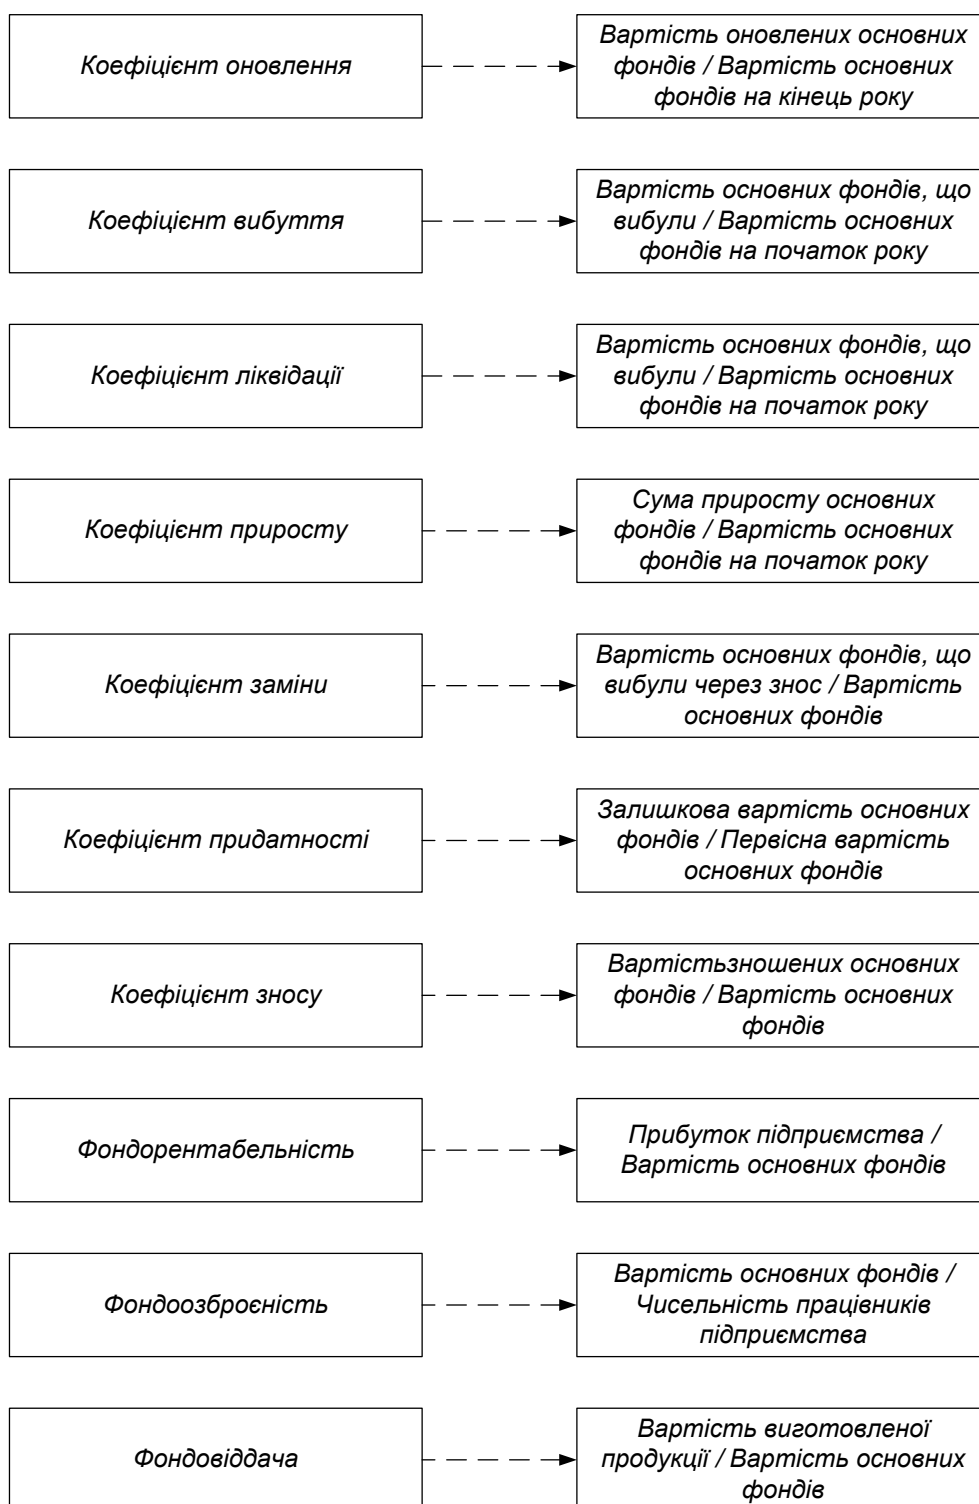 Коефіцієнт оновлення
Вартість оновлених основних
фондів / Вартість основних
фондів на кінець року
Коефіцієнт вибуття
Вартість основних фондів, що
вибули / Вартість основних
фондів на початок року
Коефіцієнт ліквідації
Вартість основних фондів, що
вибули / Вартість основних
фондів на початок року
Коефіцієнт приросту
Сума приросту основних
фондів / Вартість основних
фондів на початок року
Коефіцієнт заміни
Вартість основних фондів, що
вибули через знос / Вартість
основних фондів
Коефіцієнт придатності
Залишкова вартість основних
фондів / Первісна вартість
основних фондів
Коефіцієнт зносу
Вартістьзношених основних
фондів / Вартість основних
фондів
Фондорентабельність
Прибуток підприємства /
Вартість основних фондів
Фондоозброєність
Вартість основних фондів /
Чисельність працівників
підприємства
Фондовіддача
Вартість виготовленої
продукції / Вартість основних
фондів